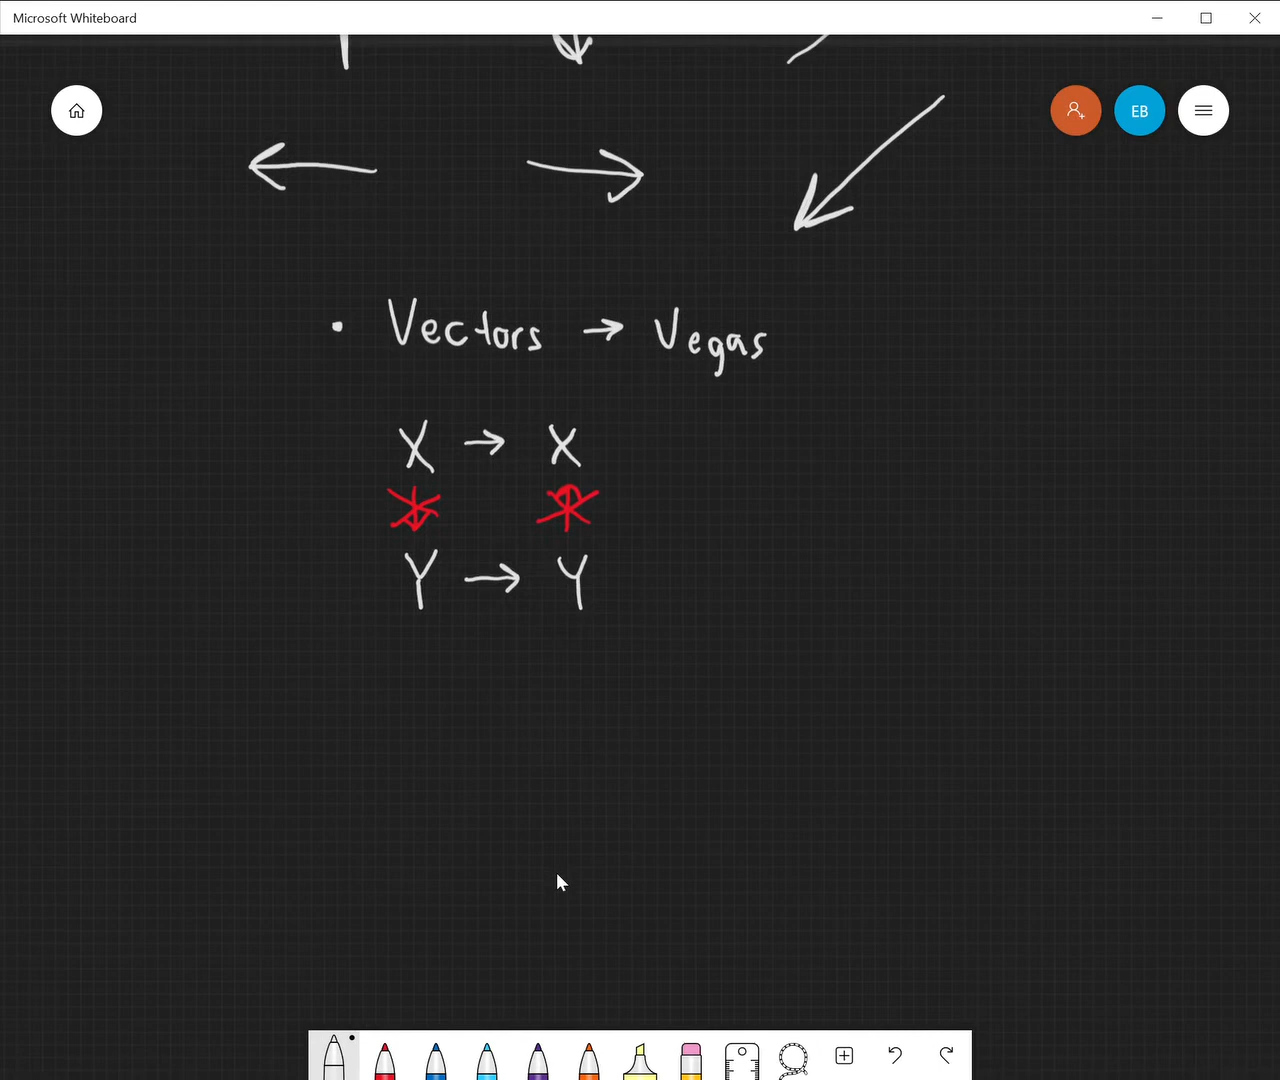 Microsoft Whiteboard
EB
• Vectors → Vegas
X → X
Y → Y